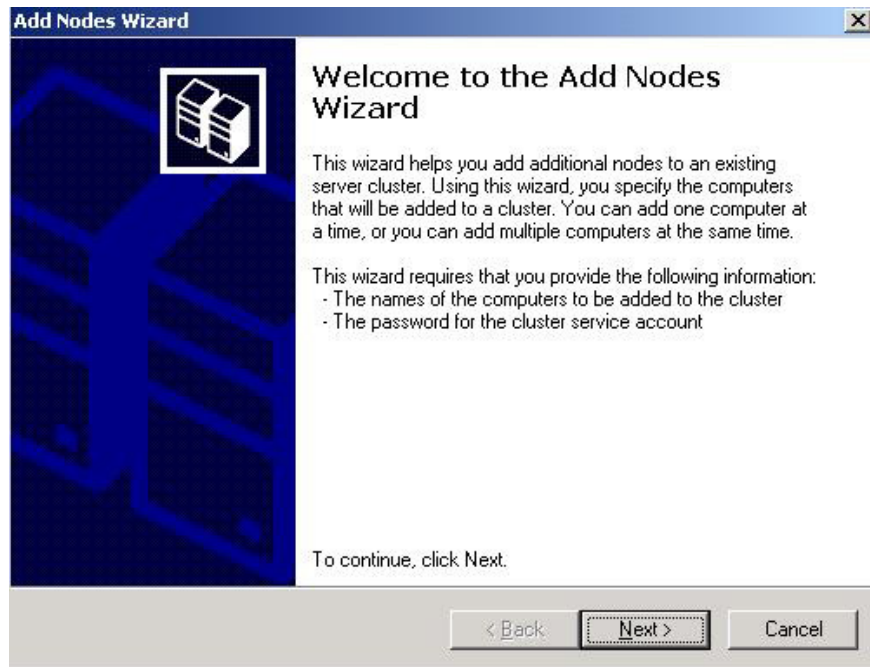 Add Nodes Wizard
Welcome to the Add Nodes
Wizard
This wizard helps you add additional nodes to an existing
server cluster. Using this wizard, you specify the computers
that will be added to a cluster. You can add one computer at
a time, or you can add multiple computers at the same time.
This wizard requires that you provide the following information:
- The names of the computers to be added to the cluster
- The password for the cluster service account
To continue, click Next.
< Back
Next >
Cancel